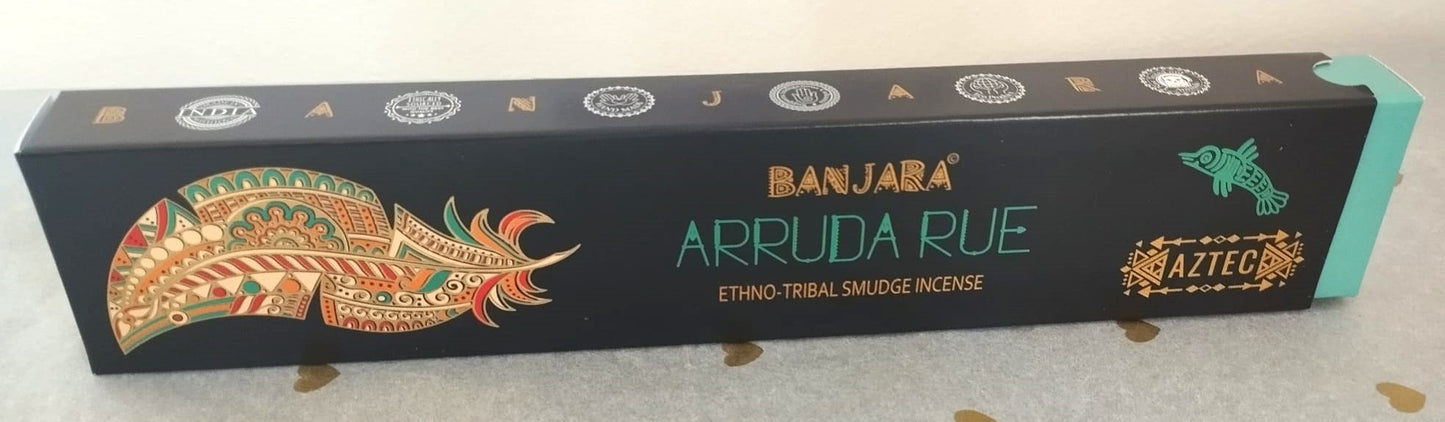 B A N J A R A
BANJARA©
ARRUDA RUE
ETHNO-TRIBAL SMUDGE INCENSE
AZTEC